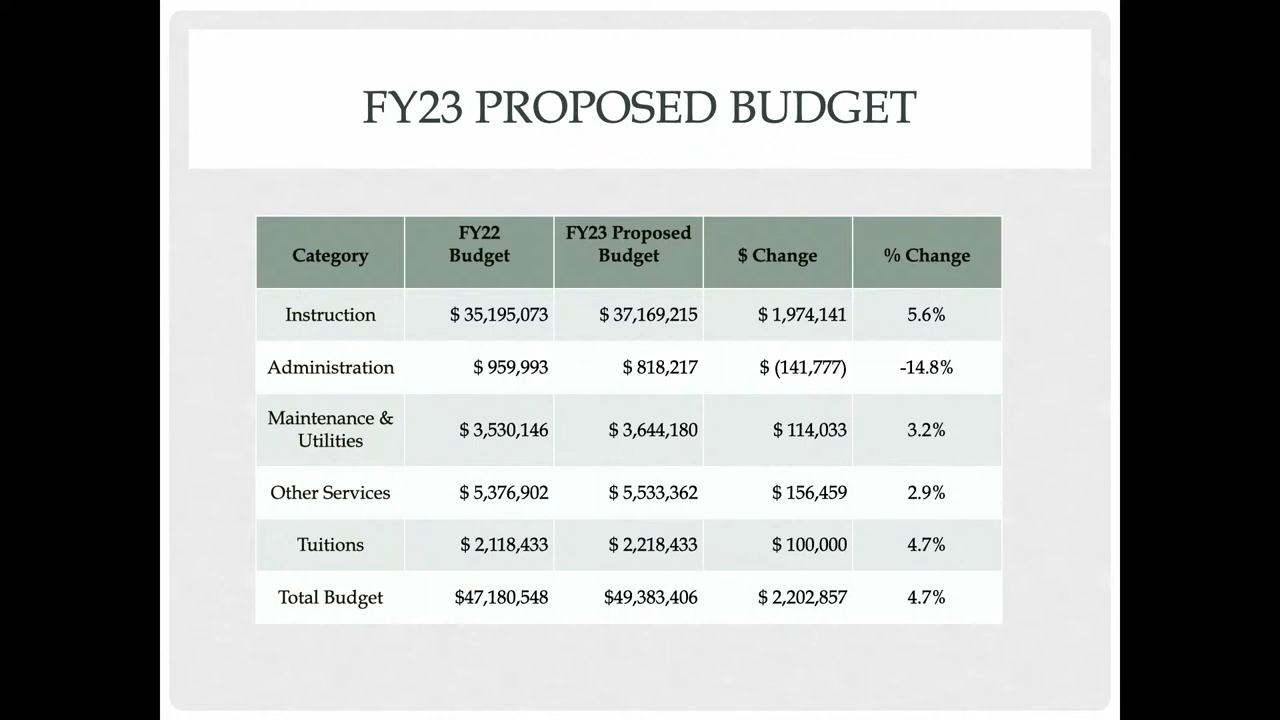 FY23 PROPOSED BUDGET
Category FY22 Budget FY23 Proposed Budget $ Change % Change
Instruction $ 35,195,073 $ 37,169,215 $ 1,974,141 5.6%
Administration $ 959,993 $ 818,217 $ (141,777) -14.8%
Maintenance & Utilities $ 3,530,146 $ 3,644,180 $ 114,033 3.2%
Other Services $ 5,376,902 $ 5,533,362 $ 156,459 2.9%
Tuitions $ 2,118,433 $ 2,218,433 $ 100,000 4.7%
Total Budget $47,180,548 $49,383,406 $ 2,202,857 4.7%